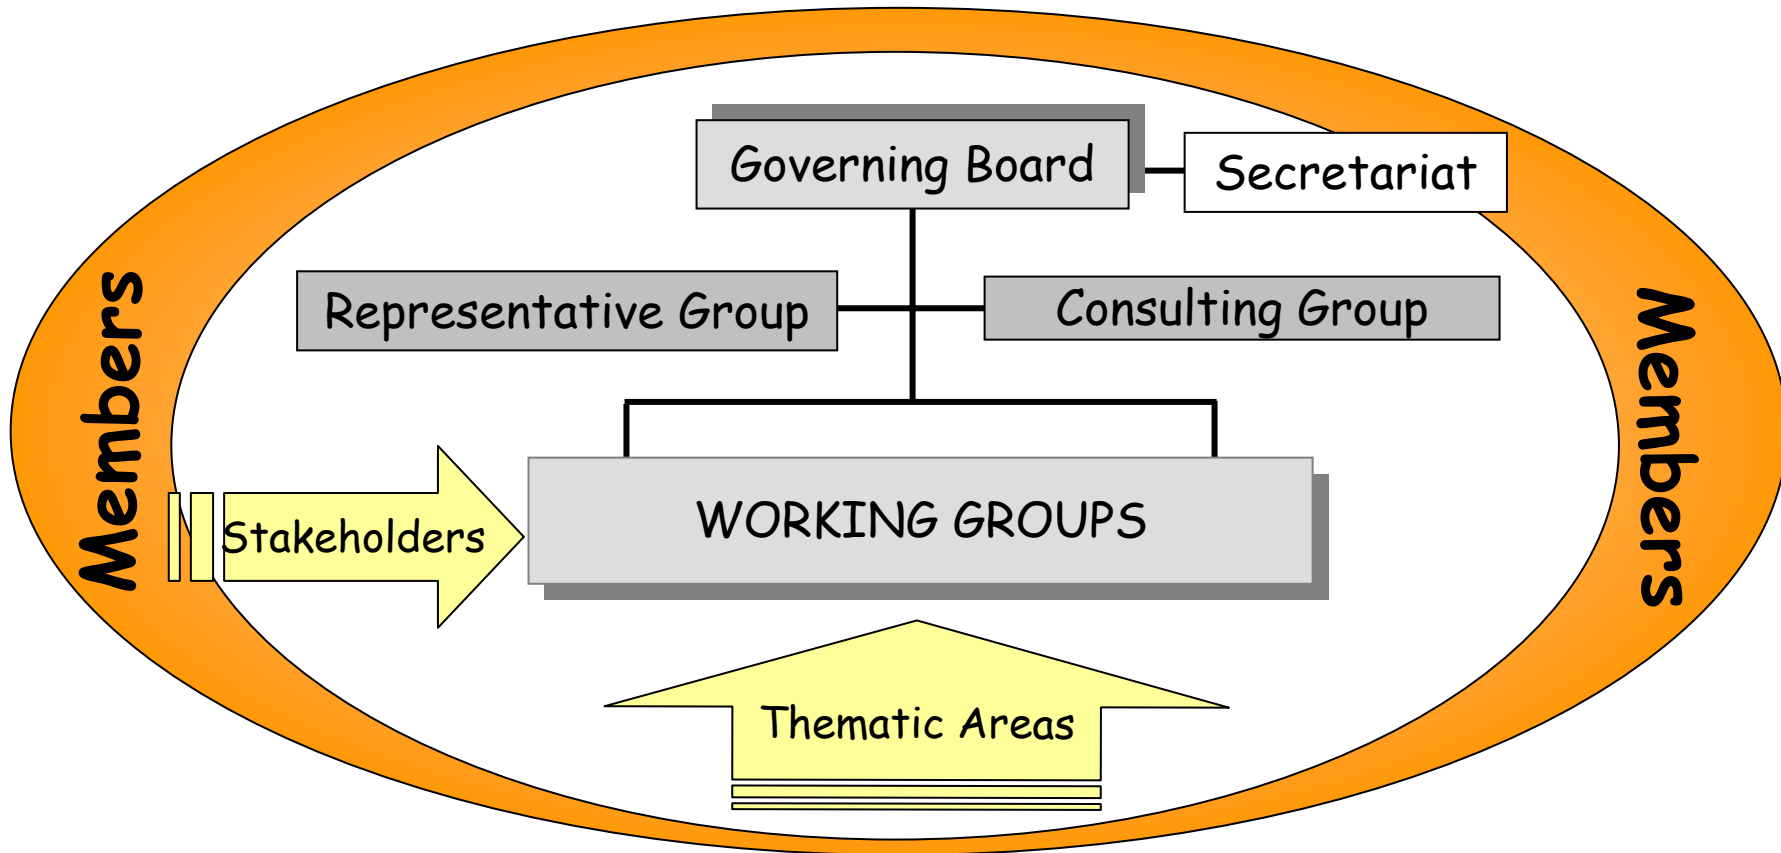 Governing Board
Secretariat
Representative Group
Consulting Group
Members
Members
WORKING GROUPS
Stakeholders
Thematic Areas